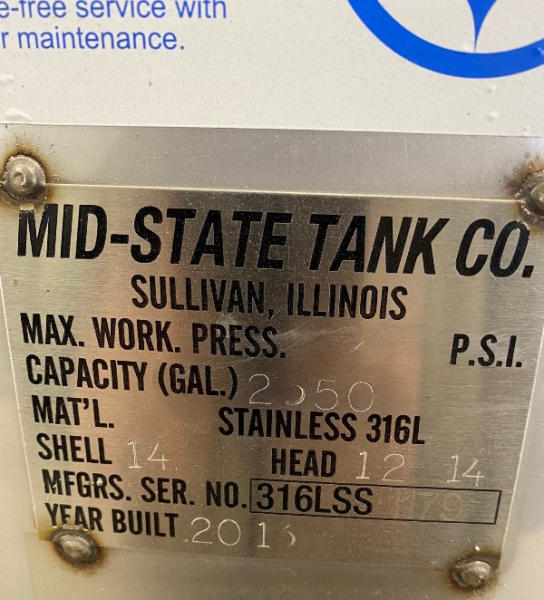 e-free service with
r maintenance.
MID-STATE TANK CO.
SULLIVAN, ILLINOIS
MAX. WORK. PRESS. P.S.I.
CAPACITY (GAL.)
MAT'L. STAINLESS 316L
SHELL 14 HEAD 12 14
MFGRS. SER. NO. 316LSS
YEAR BUILT